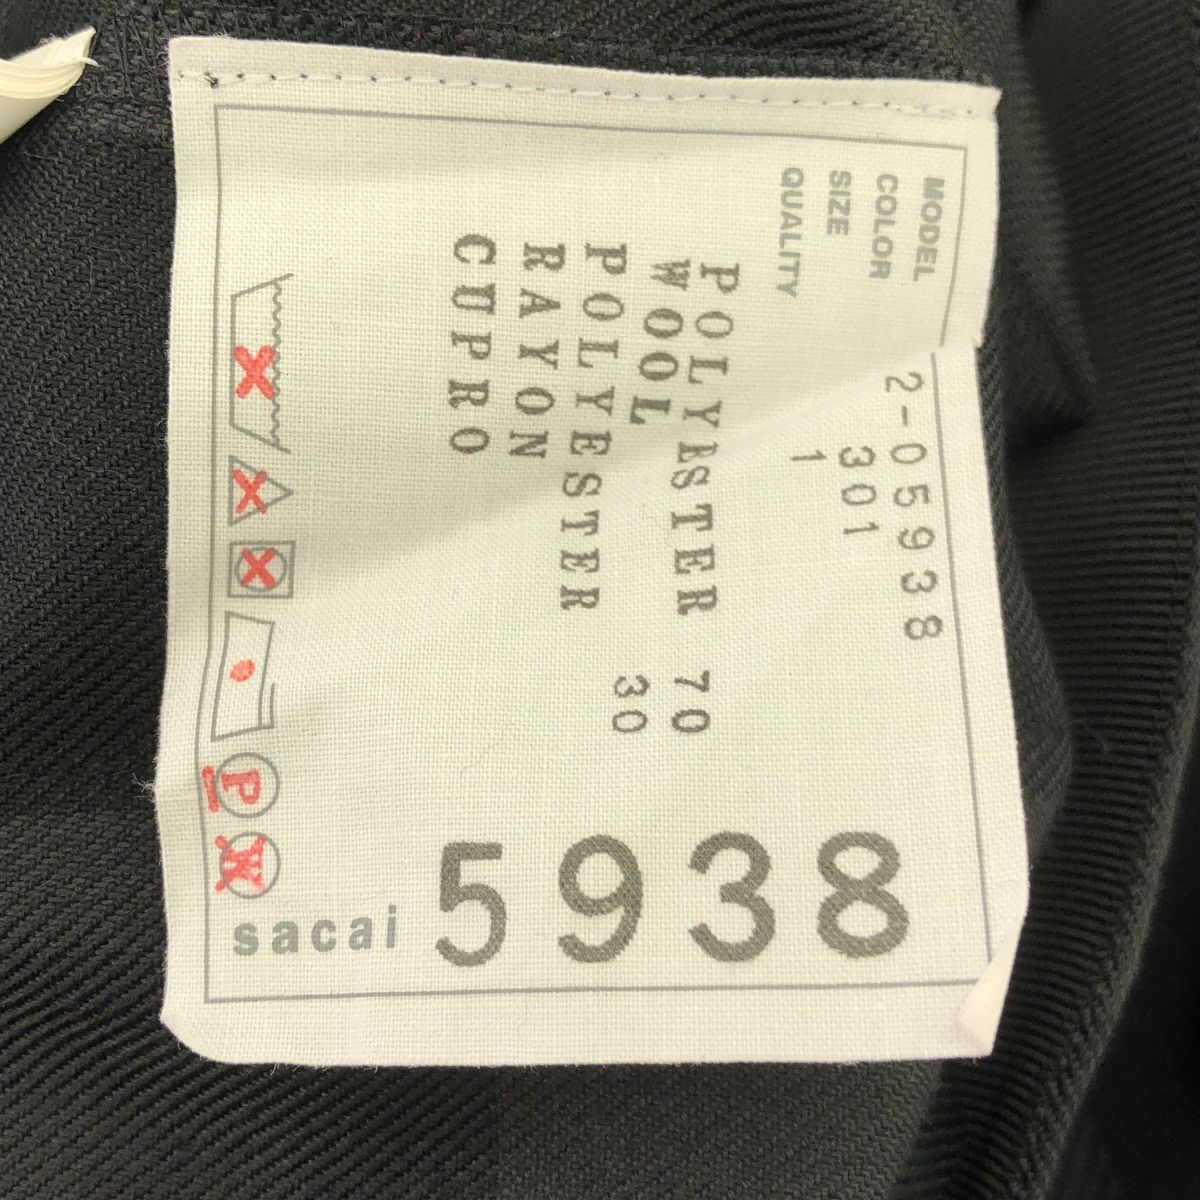 MODEL 2-05938
COLOR 301
SIZE 1
QUALITY
POLYESTER 70
WOOL 30
POLYESTER
RAYON
CUPRO
P
W
sacai
5938